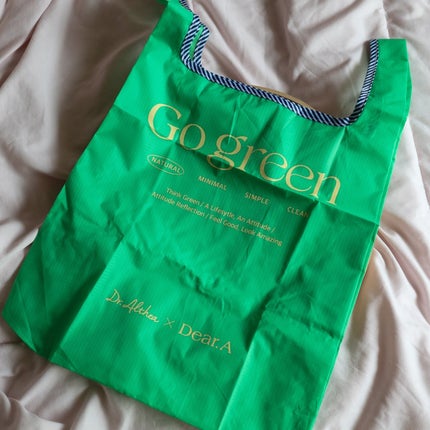 Go green
NATURAL MINIMAL SIMPLE CLEAN
Think Green / A Lifestyle, An Attitude /
Attitude Reflection / Feel Good, Look Amazing
Dr.Althea × Dear.A